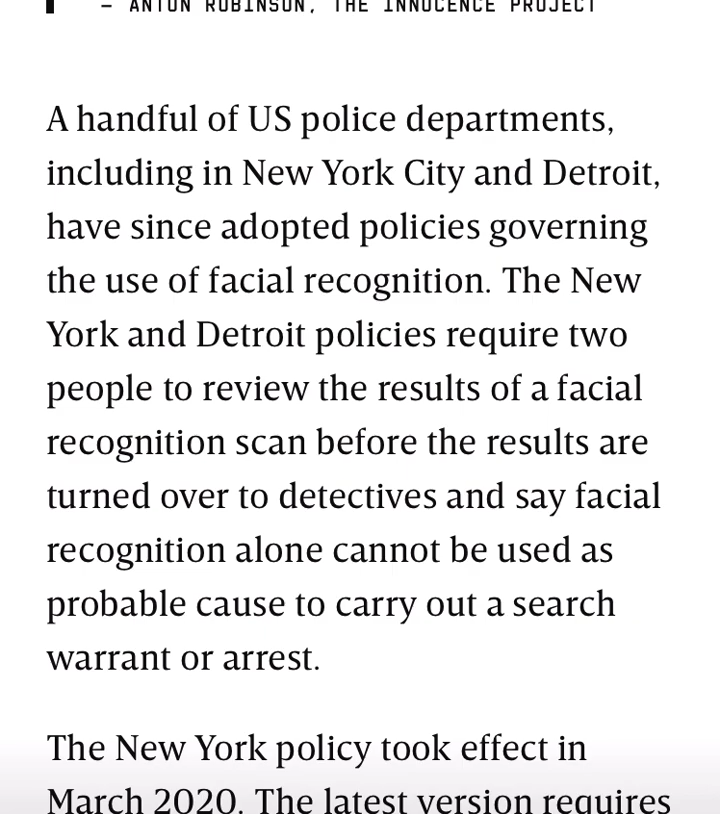 — ANTON ROBINSON, THE INNOCENCE PROJECT
A handful of US police departments,
including in New York City and Detroit,
have since adopted policies governing
the use of facial recognition. The New
York and Detroit policies require two
people to review the results of a facial
recognition scan before the results are
turned over to detectives and say facial
recognition alone cannot be used as
probable cause to carry out a search
warrant or arrest.
The New York policy took effect in
March 2020. The latest version requires